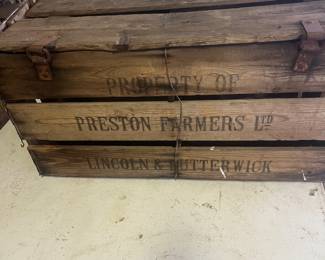 PROPERTY OF
PRESTON FARMERS LTD
LINCOLN & BUTTERWICK